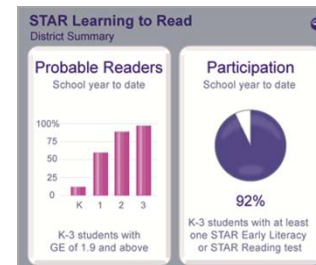 STAR Learning to Read
District Summary
Probable Readers
School year to date
100%
75
50
25
0
K 1 2 3
K-3 students with
GE of 1.9 and above
Participation
School year to date
92%
K-3 students with at least
one STAR Early Literacy
or STAR Reading test